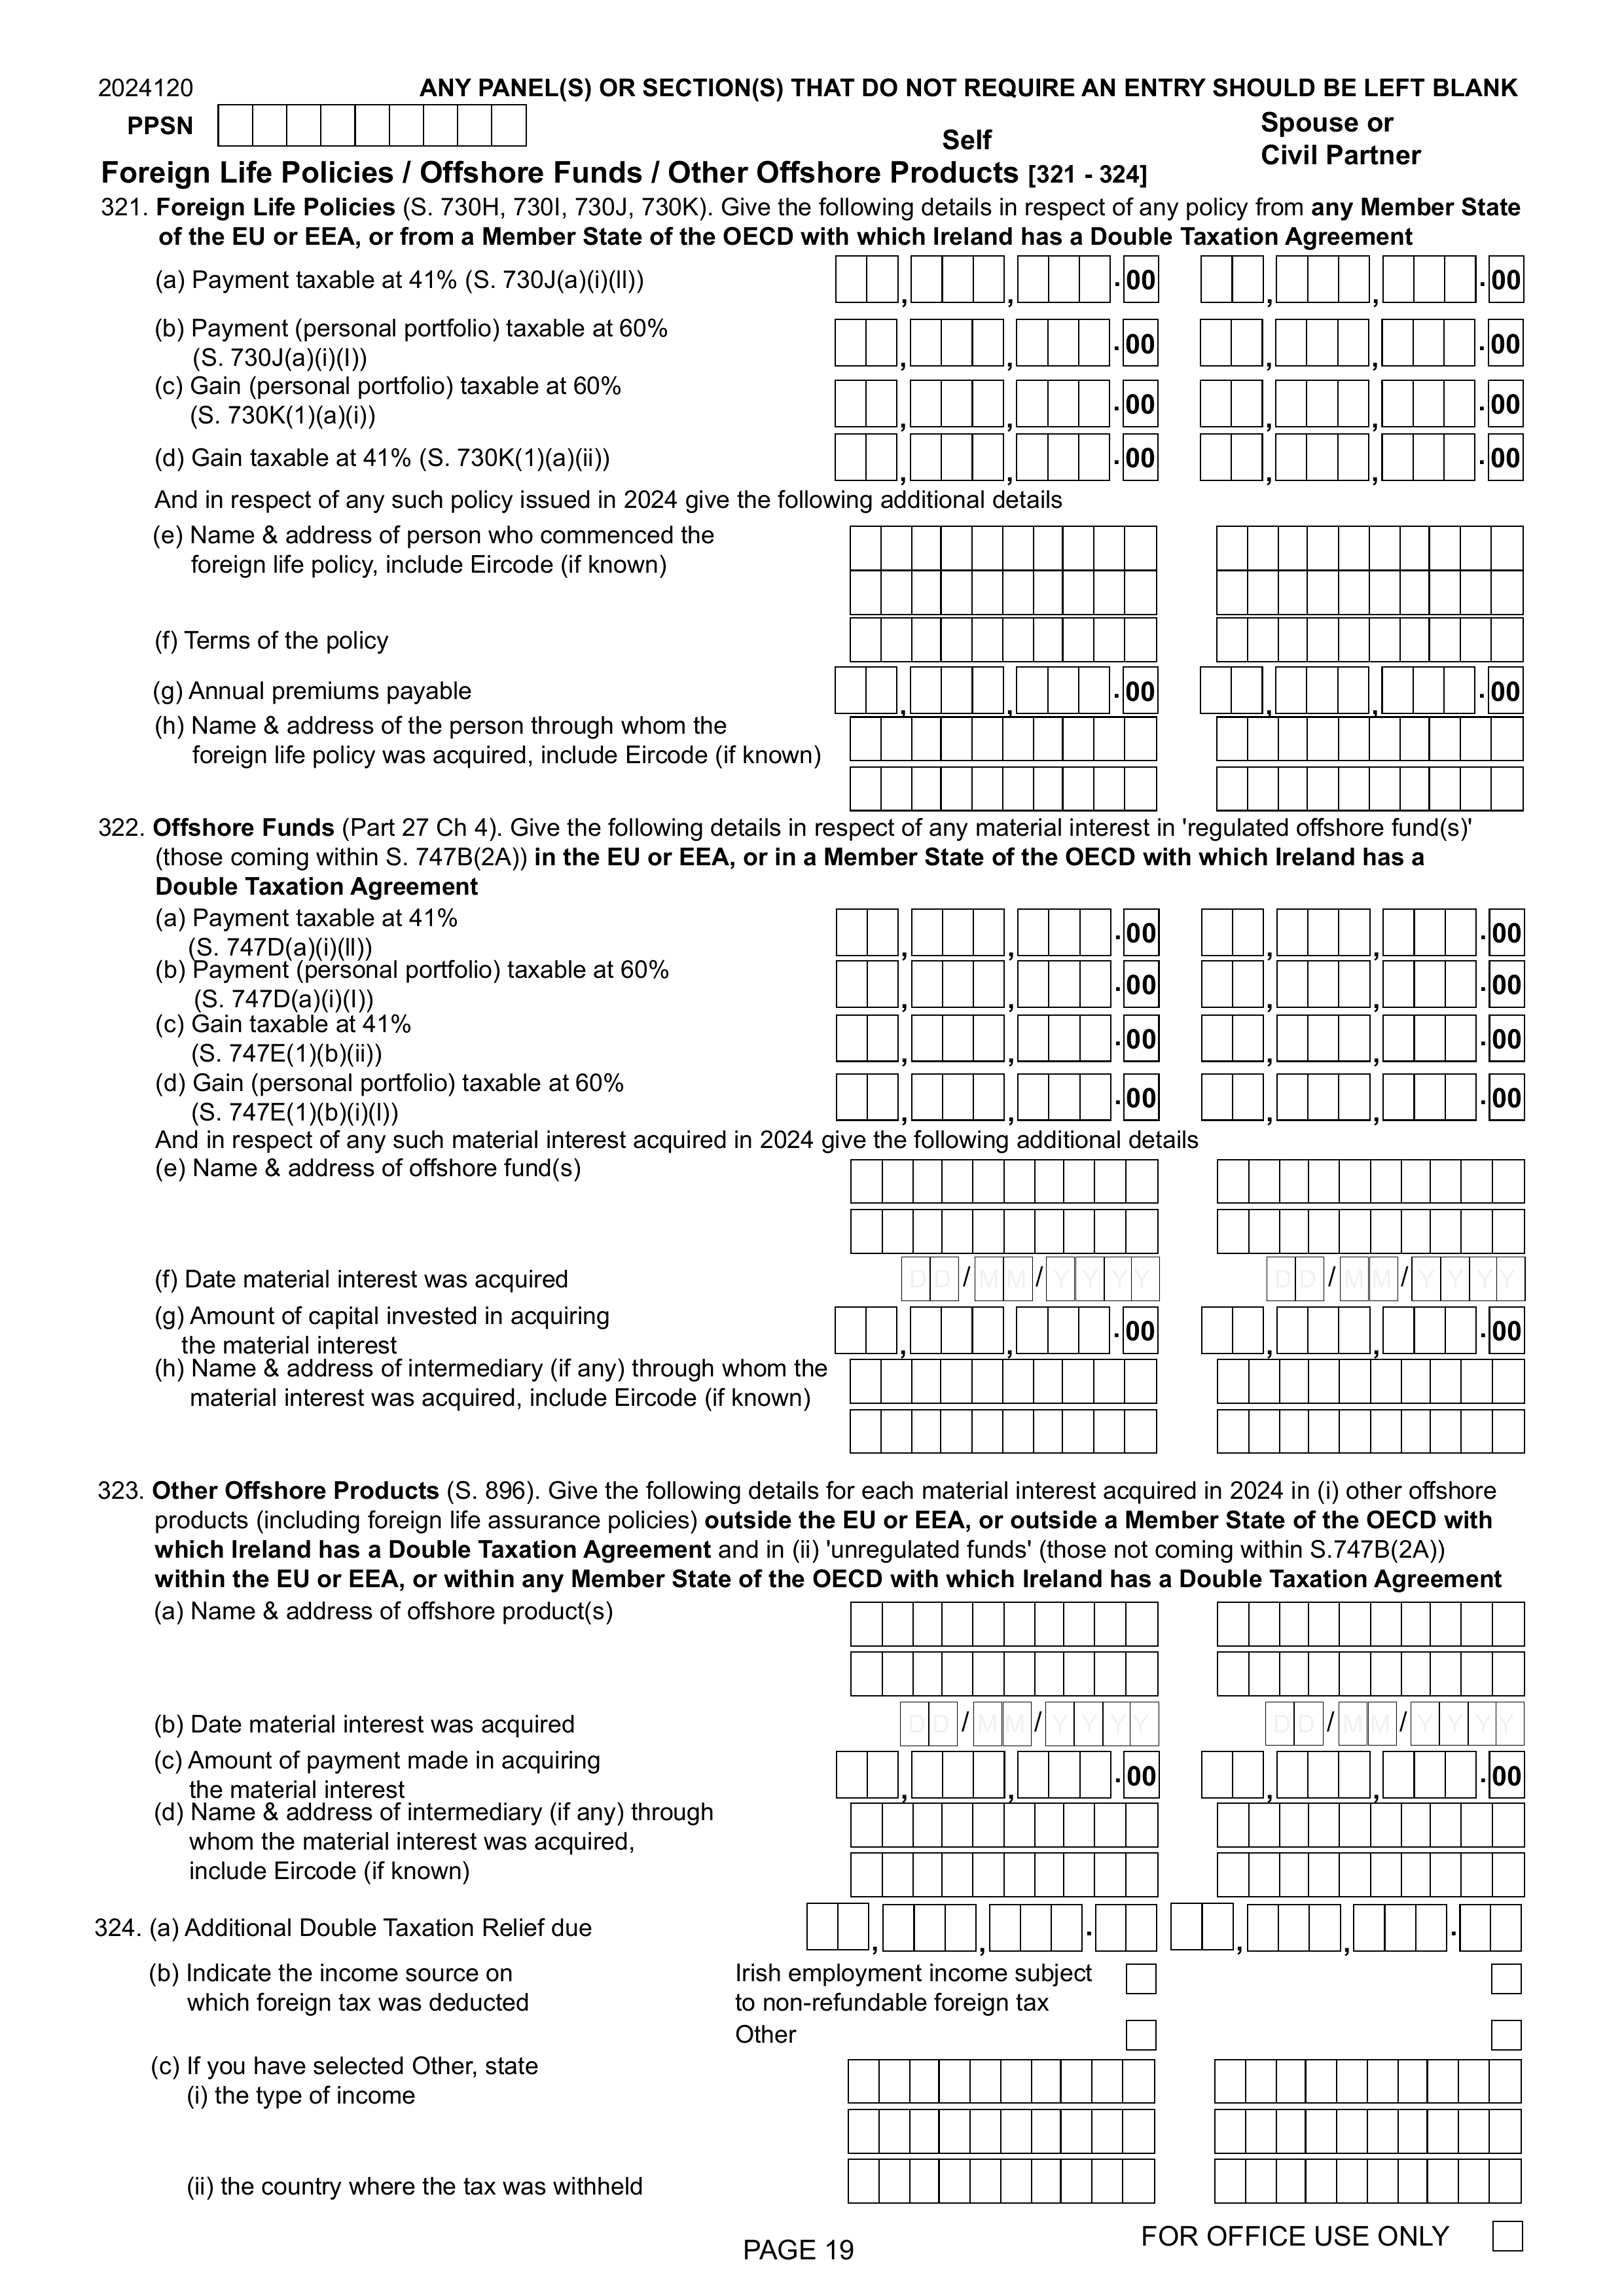 2024120 ANY PANEL(S) OR SECTION(S) THAT DO NOT REQUIRE AN ENTRY SHOULD BE LEFT BLANK
PPSN
Self
Spouse or
Civil Partner
Foreign Life Policies / Offshore Funds / Other Offshore Products [321 - 324]
321. Foreign Life Policies (S. 730H, 730I, 730J, 730K). Give the following details in respect of any policy from any Member State
of the EU or EEA, or from a Member State of the OECD with which Ireland has a Double Taxation Agreement
(a) Payment taxable at 41% (S. 730J(a)(i)(ll)) , , .00 , , .00
(b) Payment (personal portfolio) taxable at 60% , , .00 , , .00
(S. 730J(a)(i)(I))
(c) Gain (personal portfolio) taxable at 60% , , .00 , , .00
(S. 730K(1)(a)(i))
(d) Gain taxable at 41% (S. 730K(1)(a)(ii)) , , .00 , , .00
And in respect of any such policy issued in 2024 give the following additional details
(e) Name & address of person who commenced the
foreign life policy, include Eircode (if known)
(f) Terms of the policy
(g) Annual premiums payable , , .00 , , .00
(h) Name & address of the person through whom the
foreign life policy was acquired, include Eircode (if known)
322. Offshore Funds (Part 27 Ch 4). Give the following details in respect of any material interest in 'regulated offshore fund(s)'
(those coming within S. 747B(2A)) in the EU or EEA, or in a Member State of the OECD with which Ireland has a
Double Taxation Agreement
(a) Payment taxable at 41% , , .00 , , .00
(S. 747D(a)(i)(ll))
(b) Payment (personal portfolio) taxable at 60% , , .00 , , .00
(S. 747D(a)(i)(I))
(c) Gain taxable at 41% , , .00 , , .00
(S. 747E(1)(b)(ii))
(d) Gain (personal portfolio) taxable at 60% , , .00 , , .00
(S. 747E(1)(b)(i)(I))
And in respect of any such material interest acquired in 2024 give the following additional details
(e) Name & address of offshore fund(s)
(f) Date material interest was acquired DD/MM/YYYY DD/MM/YYYY
(g) Amount of capital invested in acquiring , , .00 , , .00
the material interest
(h) Name & address of intermediary (if any) through whom the
material interest was acquired, include Eircode (if known)
323. Other Offshore Products (S. 896). Give the following details for each material interest acquired in 2024 in (i) other offshore
products (including foreign life assurance policies) outside the EU or EEA, or outside a Member State of the OECD with
which Ireland has a Double Taxation Agreement and in (ii) 'unregulated funds' (those not coming within S.747B(2A))
within the EU or EEA, or within any Member State of the OECD with which Ireland has a Double Taxation Agreement
(a) Name & address of offshore product(s)
(b) Date material interest was acquired DD/MM/YYYY DD/MM/YYYY
(c) Amount of payment made in acquiring , , .00 , , .00
the material interest
(d) Name & address of intermediary (if any) through
whom the material interest was acquired,
include Eircode (if known)
324. (a) Additional Double Taxation Relief due , , . , , .
(b) Indicate the income source on Irish employment income subject
which foreign tax was deducted to non-refundable foreign tax
Other
(c) If you have selected Other, state
(i) the type of income
(ii) the country where the tax was withheld
PAGE 19 FOR OFFICE USE ONLY